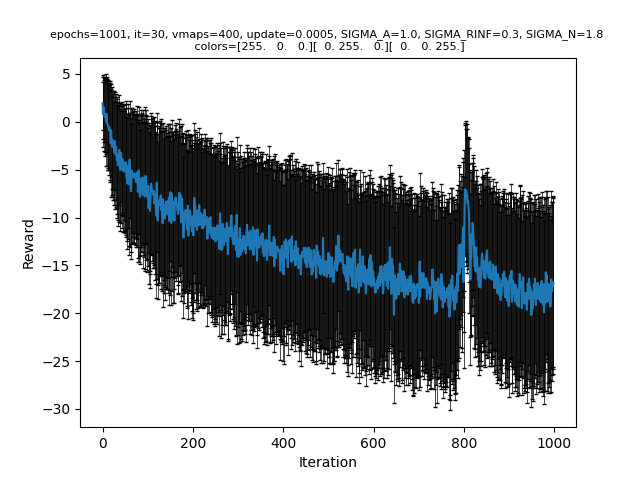 epochs=1001, it=30, vmaps=400, update=0.0005, SIGMA_A=1.0, SIGMA_RINF=0.3, SIGMA_N=1.8
colors=[255.   0.   0.][  0. 255.   0.][  0.   0. 255.]
5
0
−5
−10
−15
−20
−25
−30
Reward
0 200 400 600 800 1000
Iteration